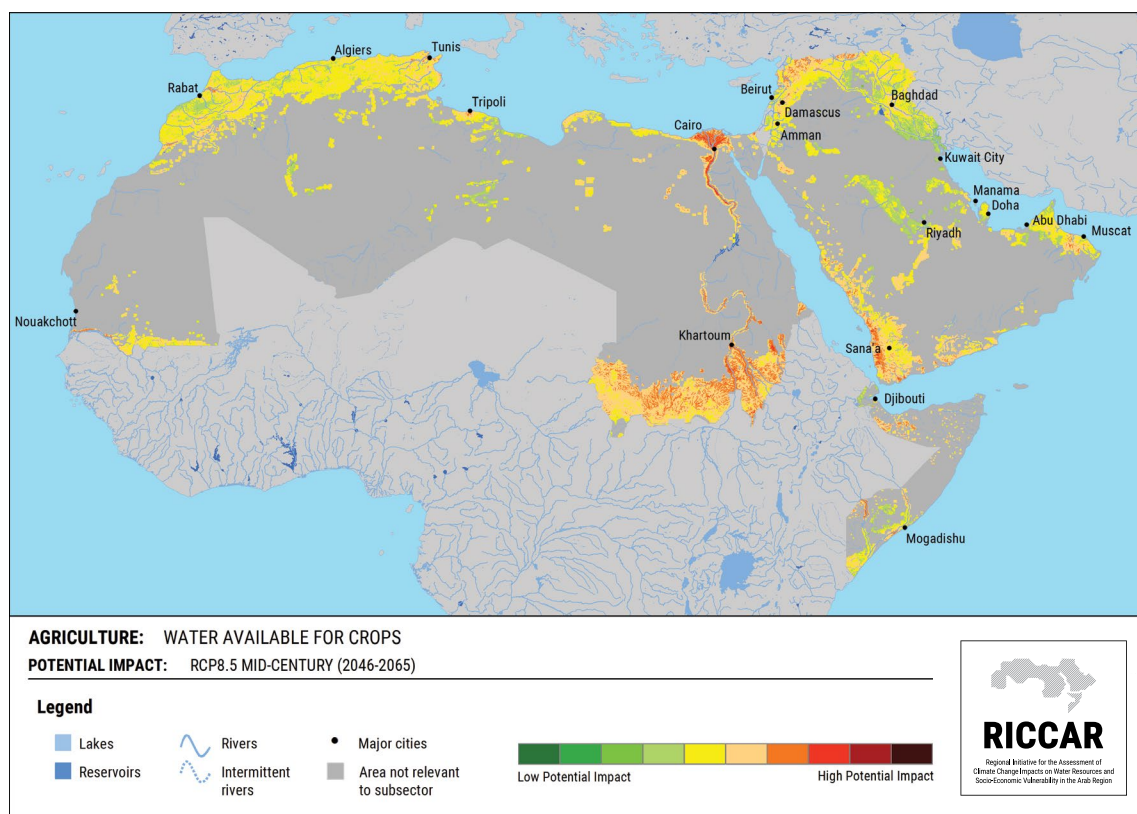 Algiers
Tunis
Rabat
Tripoli
Beirut
Damascus
Baghdad
Cairo
Amman
Kuwait City
Manama
Doha
Abu Dhabi
Muscat
Riyadh
Nouakchott
Khartoum
Sana'a
Djibouti
Mogadishu
AGRICULTURE: WATER AVAILABLE FOR CROPS
POTENTIAL IMPACT: RCP8.5 MID-CENTURY (2046-2065)
Legend
Lakes
Rivers
Major cities
Reservoirs
Intermittent
rivers
Area not relevant
to subsector
Low Potential Impact
High Potential Impact
RICCAR
Regional Initiative for the Assessment of
Climate Change Impacts on Water Resources and
Socio-Economic Vulnerability in the Arab Region